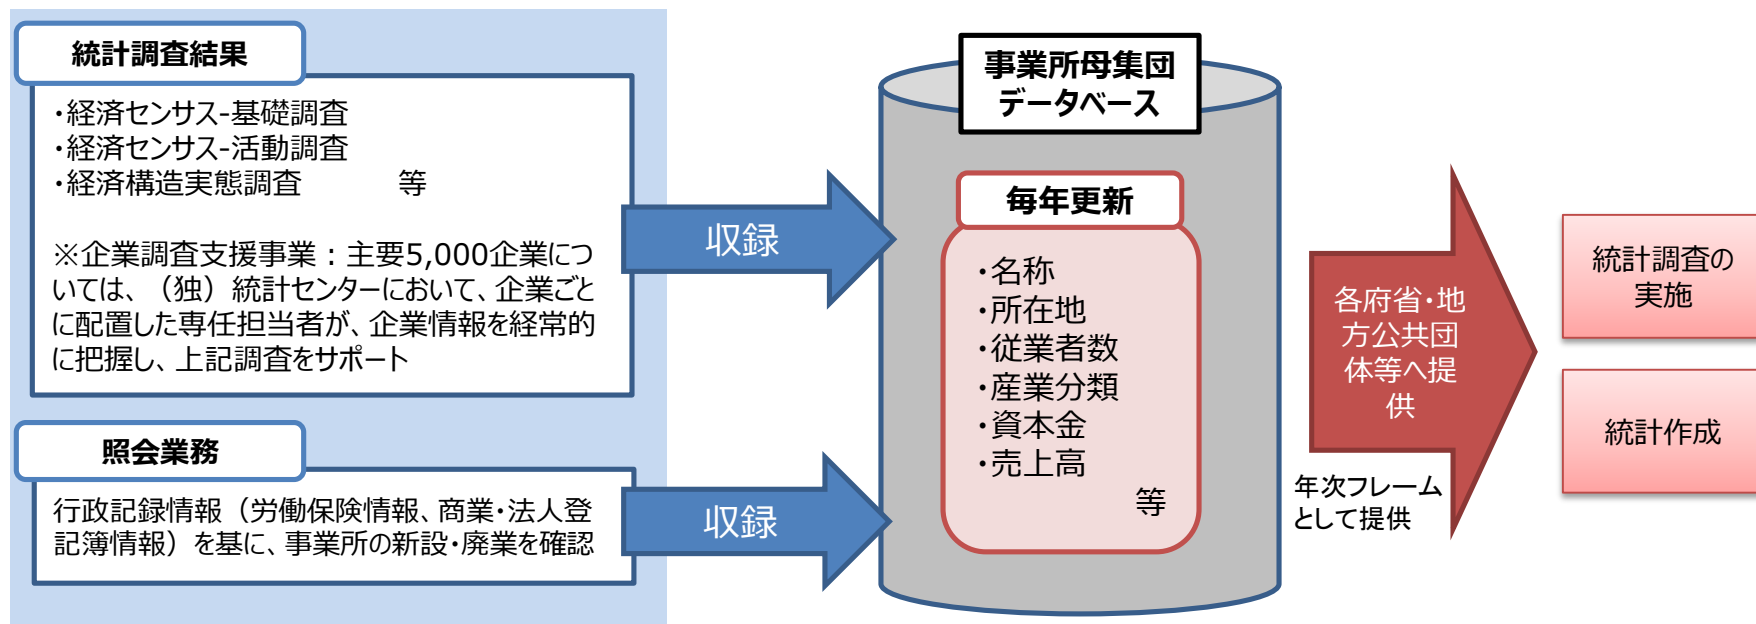 統計調査結果
・経済センサス-基礎調査
・経済センサス-活動調査
・経済構造実態調査　　　等
※企業調査支援事業：主要5,000企業につ
いては、（独）統計センターにおいて、企業ごと
に配置した専任担当者が、企業情報を経常的
に把握し、上記調査をサポート
照会業務
行政記録情報（労働保険情報、商業・法人登
記簿情報）を基に、事業所の新設・廃業を確認
収録
収録
事業所母集団
データベース
毎年更新
・名称
・所在地
・従業者数
・産業分類
・資本金
・売上高
等
各府省・地
方公共団
体等へ提
供
年次フレーム
として提供
統計調査の
実施
統計作成